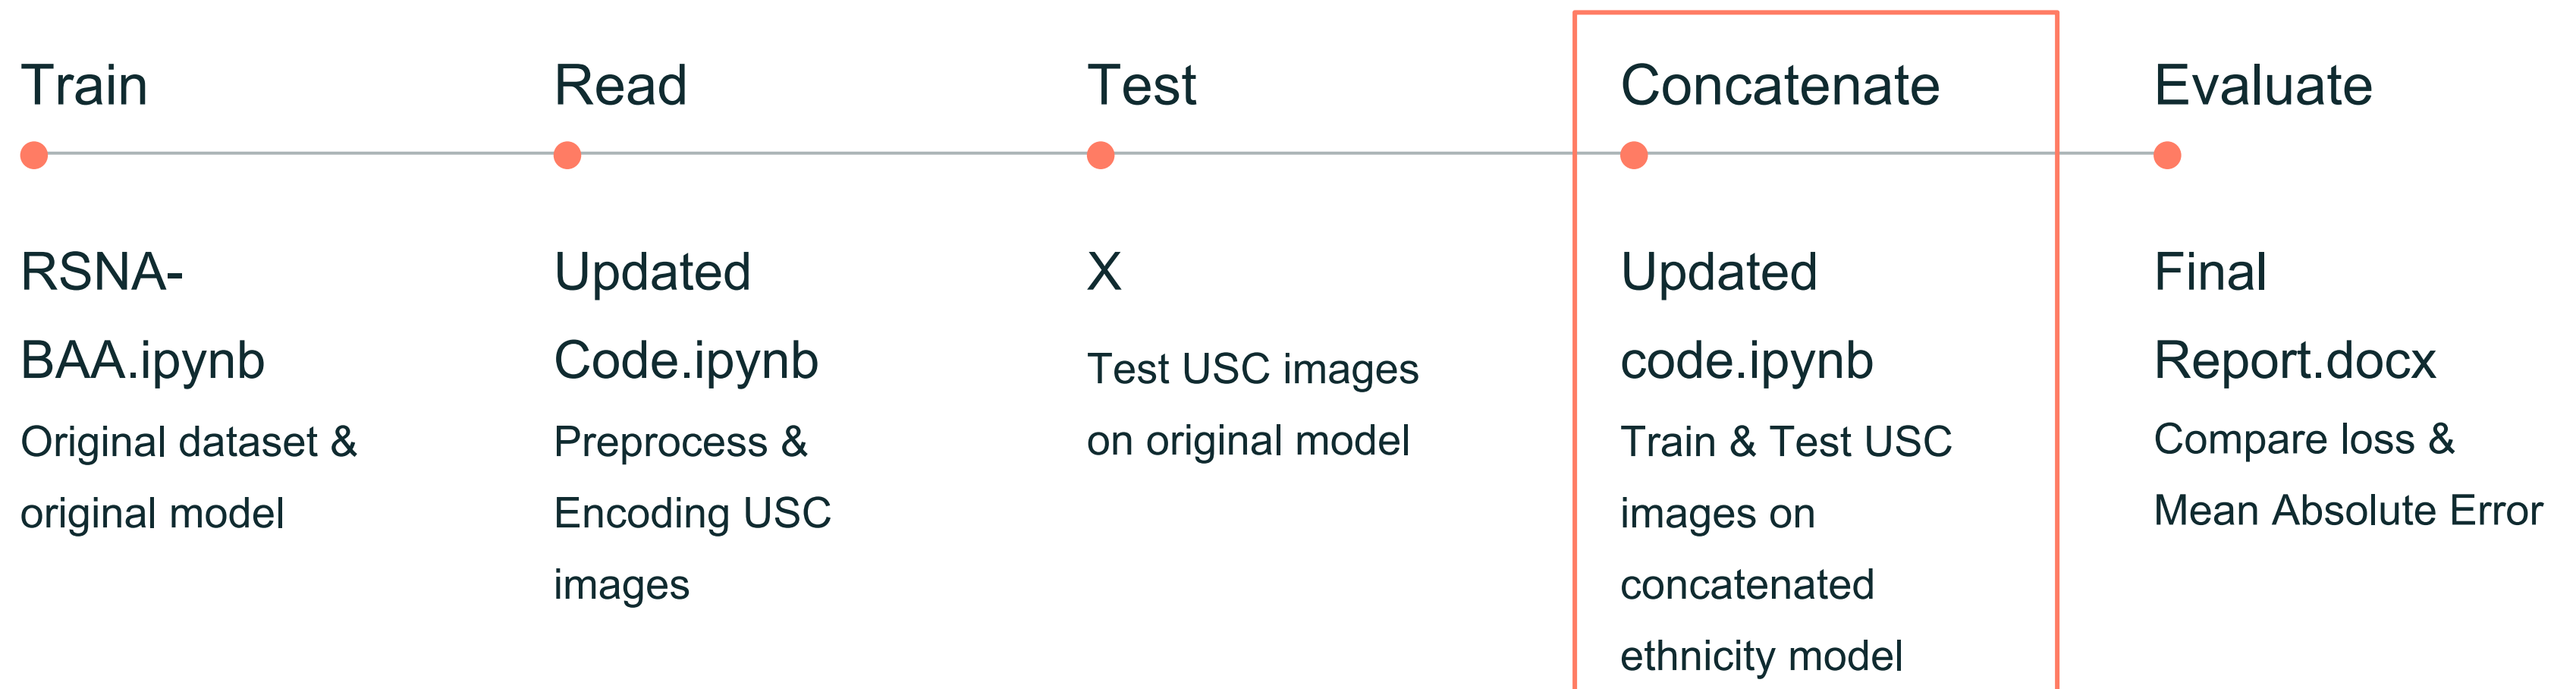 Train
Read
Test
Concatenate
Evaluate
RSNA-
BAA.ipynb
Original dataset &
original model
Updated
Code.ipynb
Preprocess &
Encoding USC
images
X
Test USC images
on original model
Updated
code.ipynb
Train & Test USC
images on
concatenated
ethnicity model
Final
Report.docx
Compare loss &
Mean Absolute Error